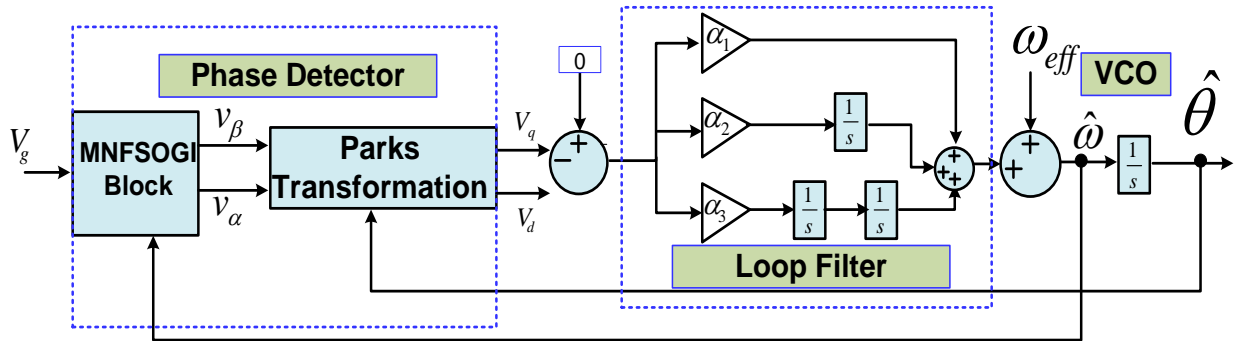 Phase Detector
V_g
MNFSOGI
Block
v_β
v_α
Parks
Transformation
V_q
V_d
0
−
+
α_1
α_2
α_3
1/s
1/s
1/s
+
+
+
+
Loop Filter
ω_eff
VCO
+
+
ω̂
1/s
θ̂